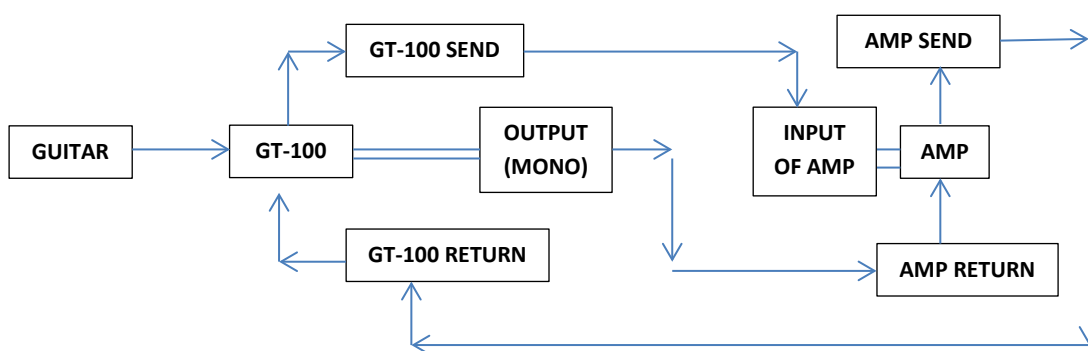 GT-100 SEND
AMP SEND
GUITAR
GT-100
OUTPUT
(MONO)
INPUT
OF AMP
AMP
GT-100 RETURN
AMP RETURN